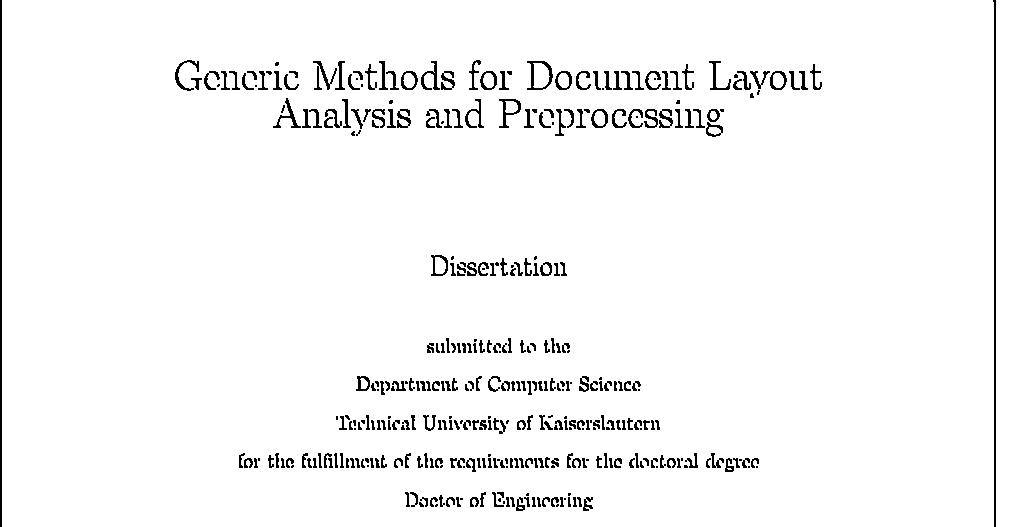 Generic Methods for Document Layout
Analysis and Preprocessing
Dissertation
submitted to the
Department of Computer Science
Technical University of Kaiserslautern
for the fulfillment of the requirements for the doctoral degree
Doctor of Engineering